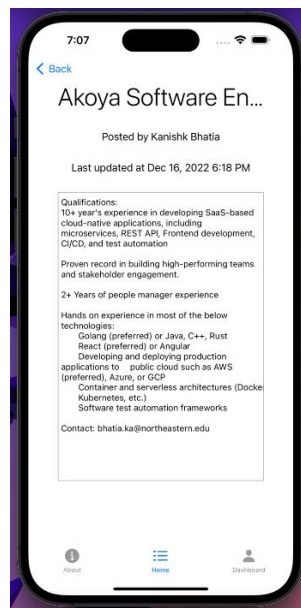 7:07
Back
Akoya Software En...
Posted by Kanishk Bhatia
Last updated at Dec 16, 2022 6:18 PM
Qualifications:
10+ year's experience in developing SaaS-based
cloud-native applications, including
microservices, REST API, Frontend development,
CI/CD, and test automation
Proven record in building high-performing teams
and stakeholder engagement.
2+ Years of people manager experience
Hands on experience in most of the below
technologies:
Golang (preferred) or Java, C++, Rust
React (preferred) or Angular
Developing and deploying production
applications to public cloud such as AWS
(preferred), Azure, or GCP
Container and serverless architectures (Docke
Kubernetes, etc.)
Software test automation frameworks
Contact: bhatia.ka@northeastern.edu
About Home Dashboard